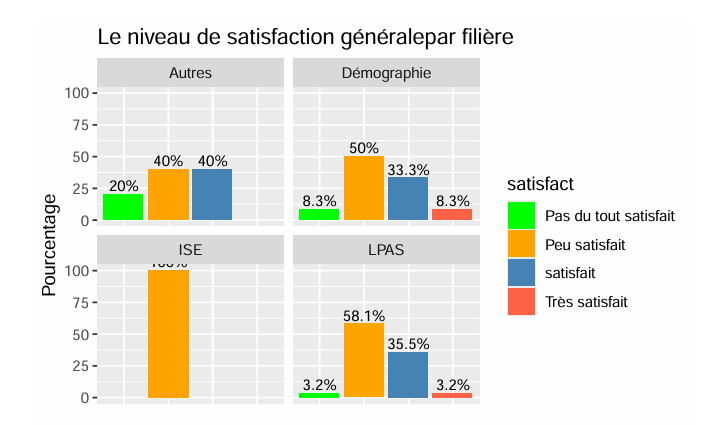 Le niveau de satisfaction généralepar filière
Autres
Démographie
100
75
50
25
0
20%
40%
40%
8.3%
50%
33.3%
8.3%
ISE
LPAS
100
75
50
25
0
100%
3.2%
58.1%
35.5%
3.2%
Pourcentage
satisfact
Pas du tout satisfait
Peu satisfait
satisfait
Très satisfait